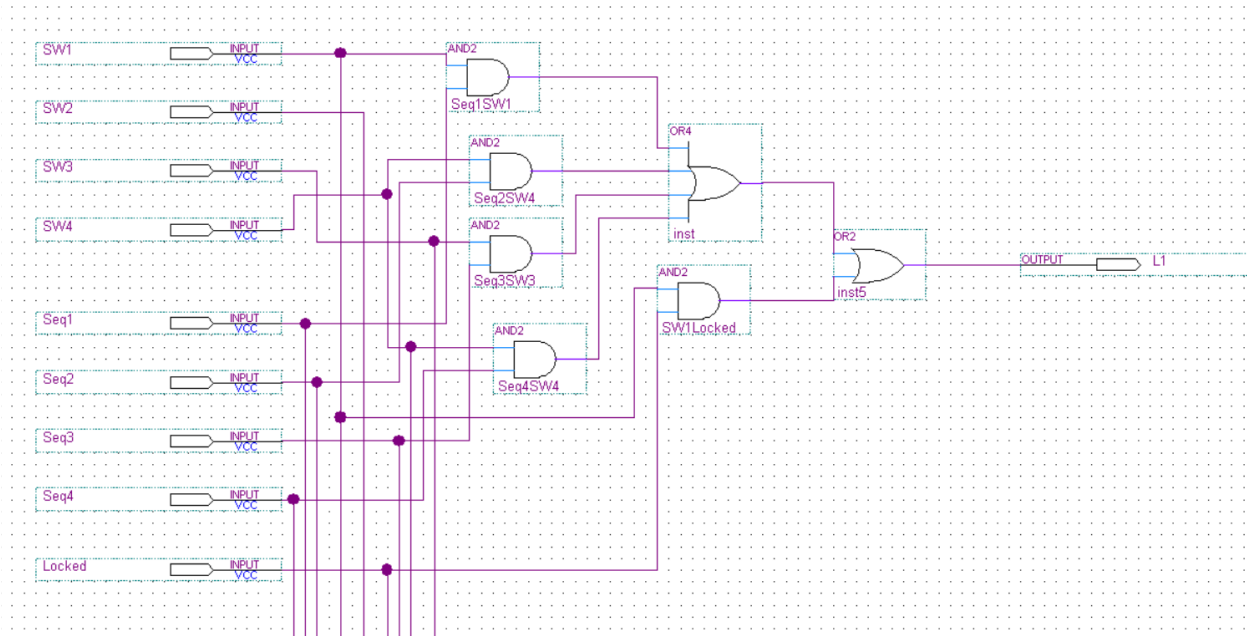 SW1
INPUT
VCC
AND2
Seq1SW1
SW2
INPUT
VCC
OR4
inst
AND2
Seq2SW4
SW3
INPUT
VCC
SW4
INPUT
VCC
AND2
Seq3SW3
OR2
inst5
OUTPUT
L1
AND2
SW1Locked
Seq1
INPUT
VCC
AND2
Seq4SW4
Seq2
INPUT
VCC
Seq3
INPUT
VCC
Seq4
INPUT
VCC
Locked
INPUT
VCC